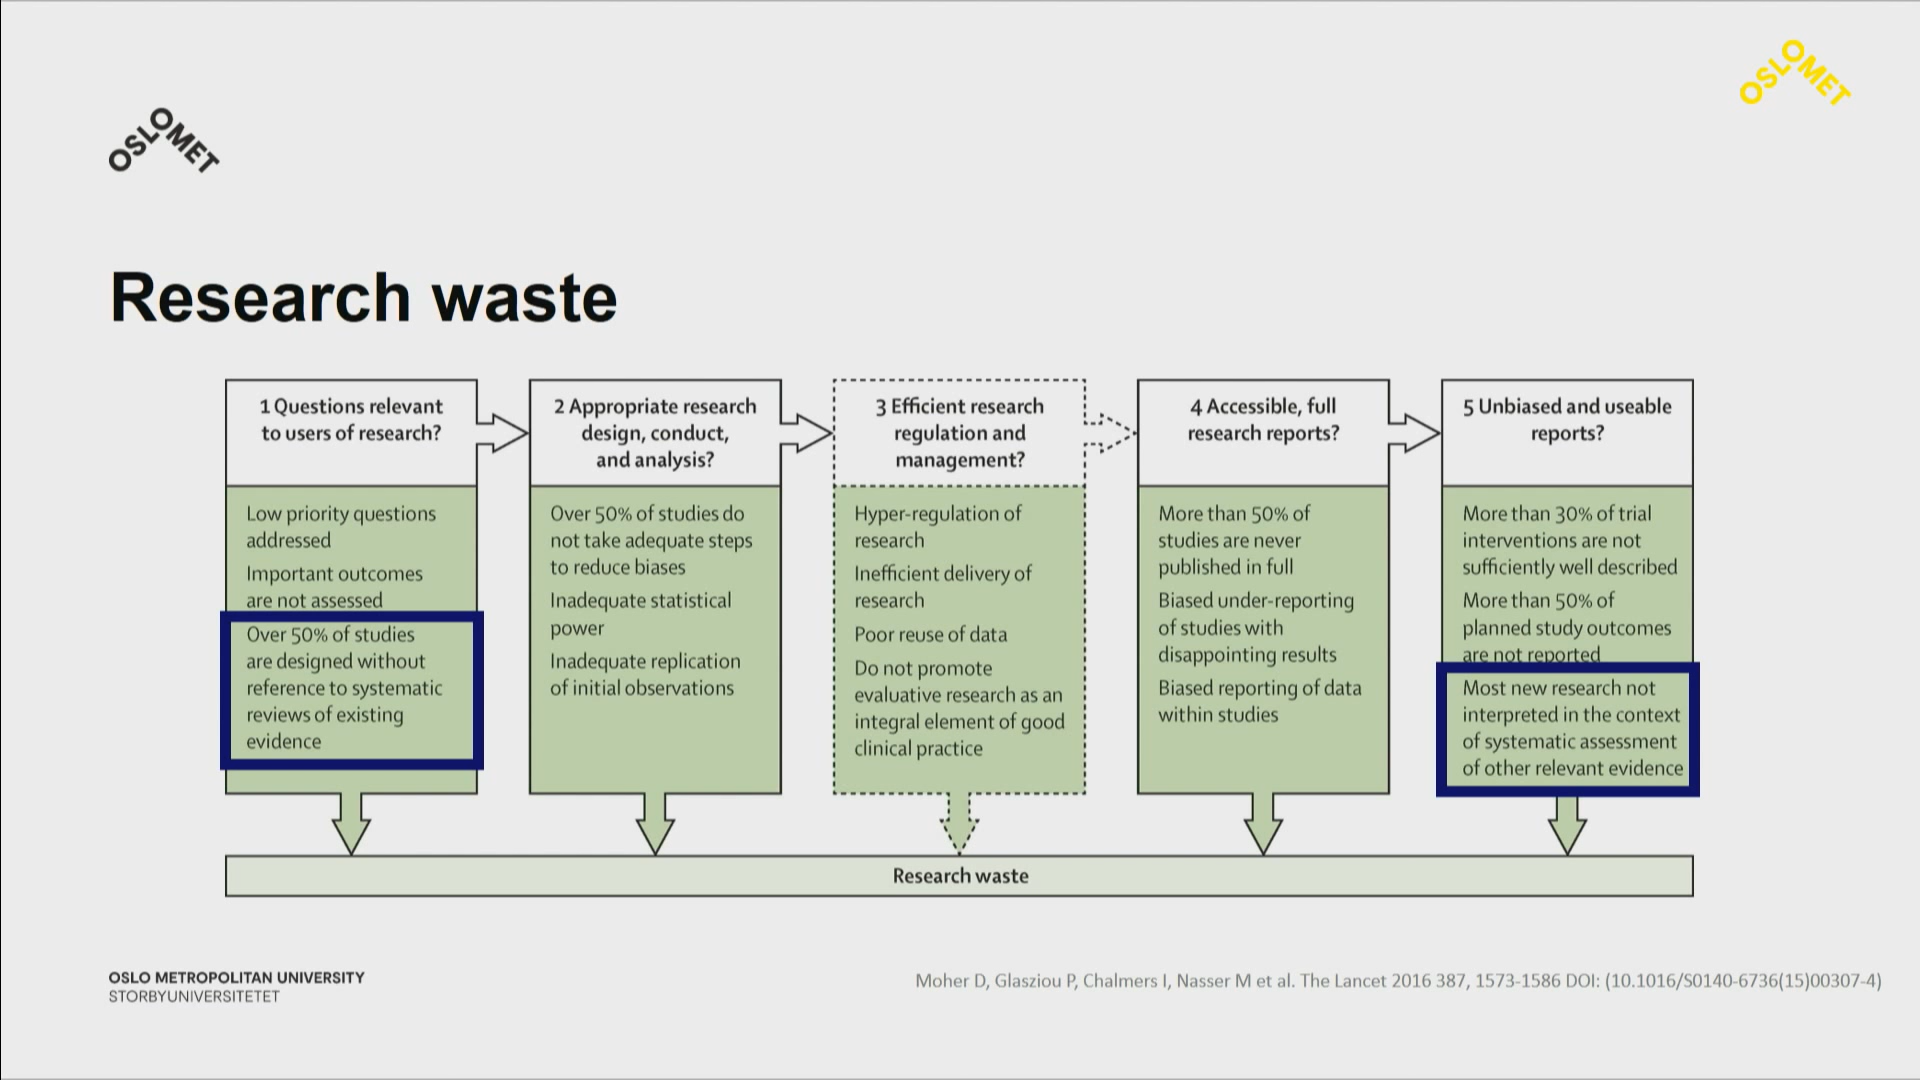 OSLOMET
OSLOMET
Research waste
1 Questions relevant
to users of research?
Low priority questions
addressed
Important outcomes
are not assessed
Over 50% of studies
are designed without
reference to systematic
reviews of existing
evidence
2 Appropriate research
design, conduct,
and analysis?
Over 50% of studies do
not take adequate steps
to reduce biases
Inadequate statistical
power
Inadequate replication
of initial observations
3 Efficient research
regulation and
management?
Hyper-regulation of
research
Inefficient delivery of
research
Poor reuse of data
Do not promote
evaluative research as an
integral element of good
clinical practice
4 Accessible, full
research reports?
More than 50% of
studies are never
published in full
Biased under-reporting
of studies with
disappointing results
Biased reporting of data
within studies
5 Unbiased and useable
reports?
More than 30% of trial
interventions are not
sufficiently well described
More than 50% of
planned study outcomes
are not reported
Most new research not
interpreted in the context
of systematic assessment
of other relevant evidence
Research waste
OSLO METROPOLITAN UNIVERSITY
STORBYUNIVERSITETET
Moher D, Glasziou P, Chalmers I, Nasser M et al. The Lancet 2016 387, 1573-1586 DOI: (10.1016/S0140-6736(15)00307-4)